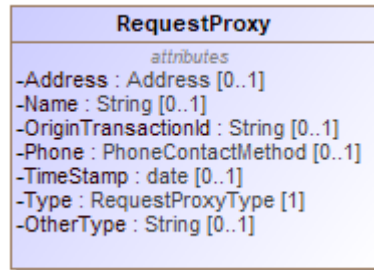 RequestProxy
attributes
-Address : Address [0..1]
-Name : String [0..1]
-OriginTransactionId : String [0..1]
-Phone : PhoneContactMethod [0..1]
-TimeStamp : date [0..1]
-Type : RequestProxyType [1]
-OtherType : String [0..1]